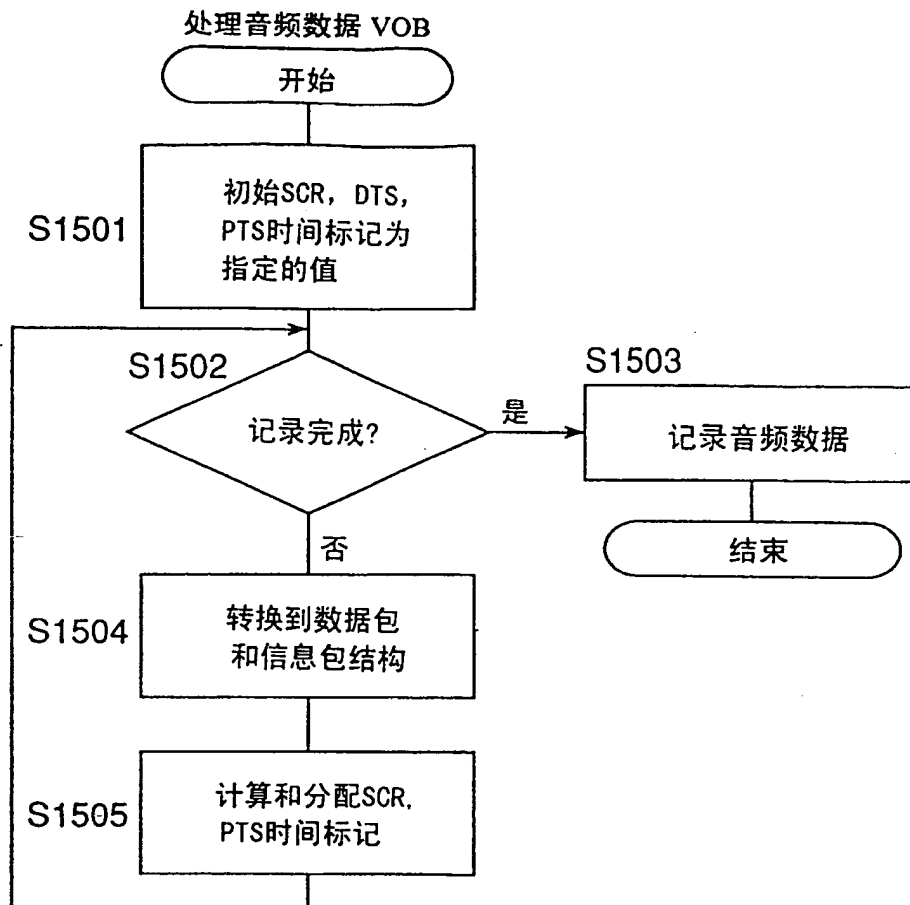 处理音频数据 VOB
开始
S1501
初始SCR，DTS，
PTS时间标记为
指定的值
S1502
记录完成?
是
S1503
记录音频数据
结束
否
S1504
转换到数据包
和信息包结构
S1505
计算和分配SCR，
PTS时间标记